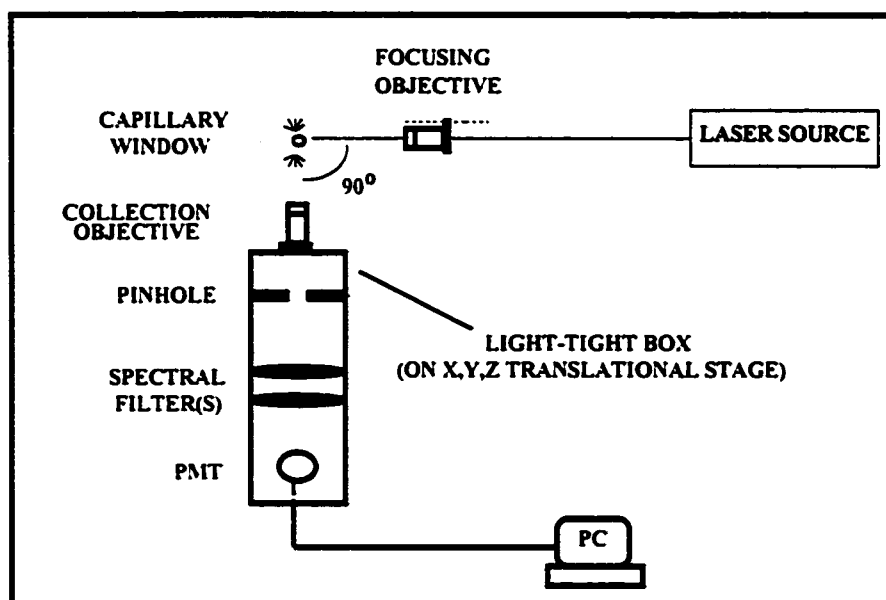 FOCUSING
OBJECTIVE
CAPILLARY
WINDOW
LASER SOURCE
90°
COLLECTION
OBJECTIVE
PINHOLE
LIGHT-TIGHT BOX
(ON X,Y,Z TRANSLATIONAL STAGE)
SPECTRAL
FILTER(S)
PMT
PC